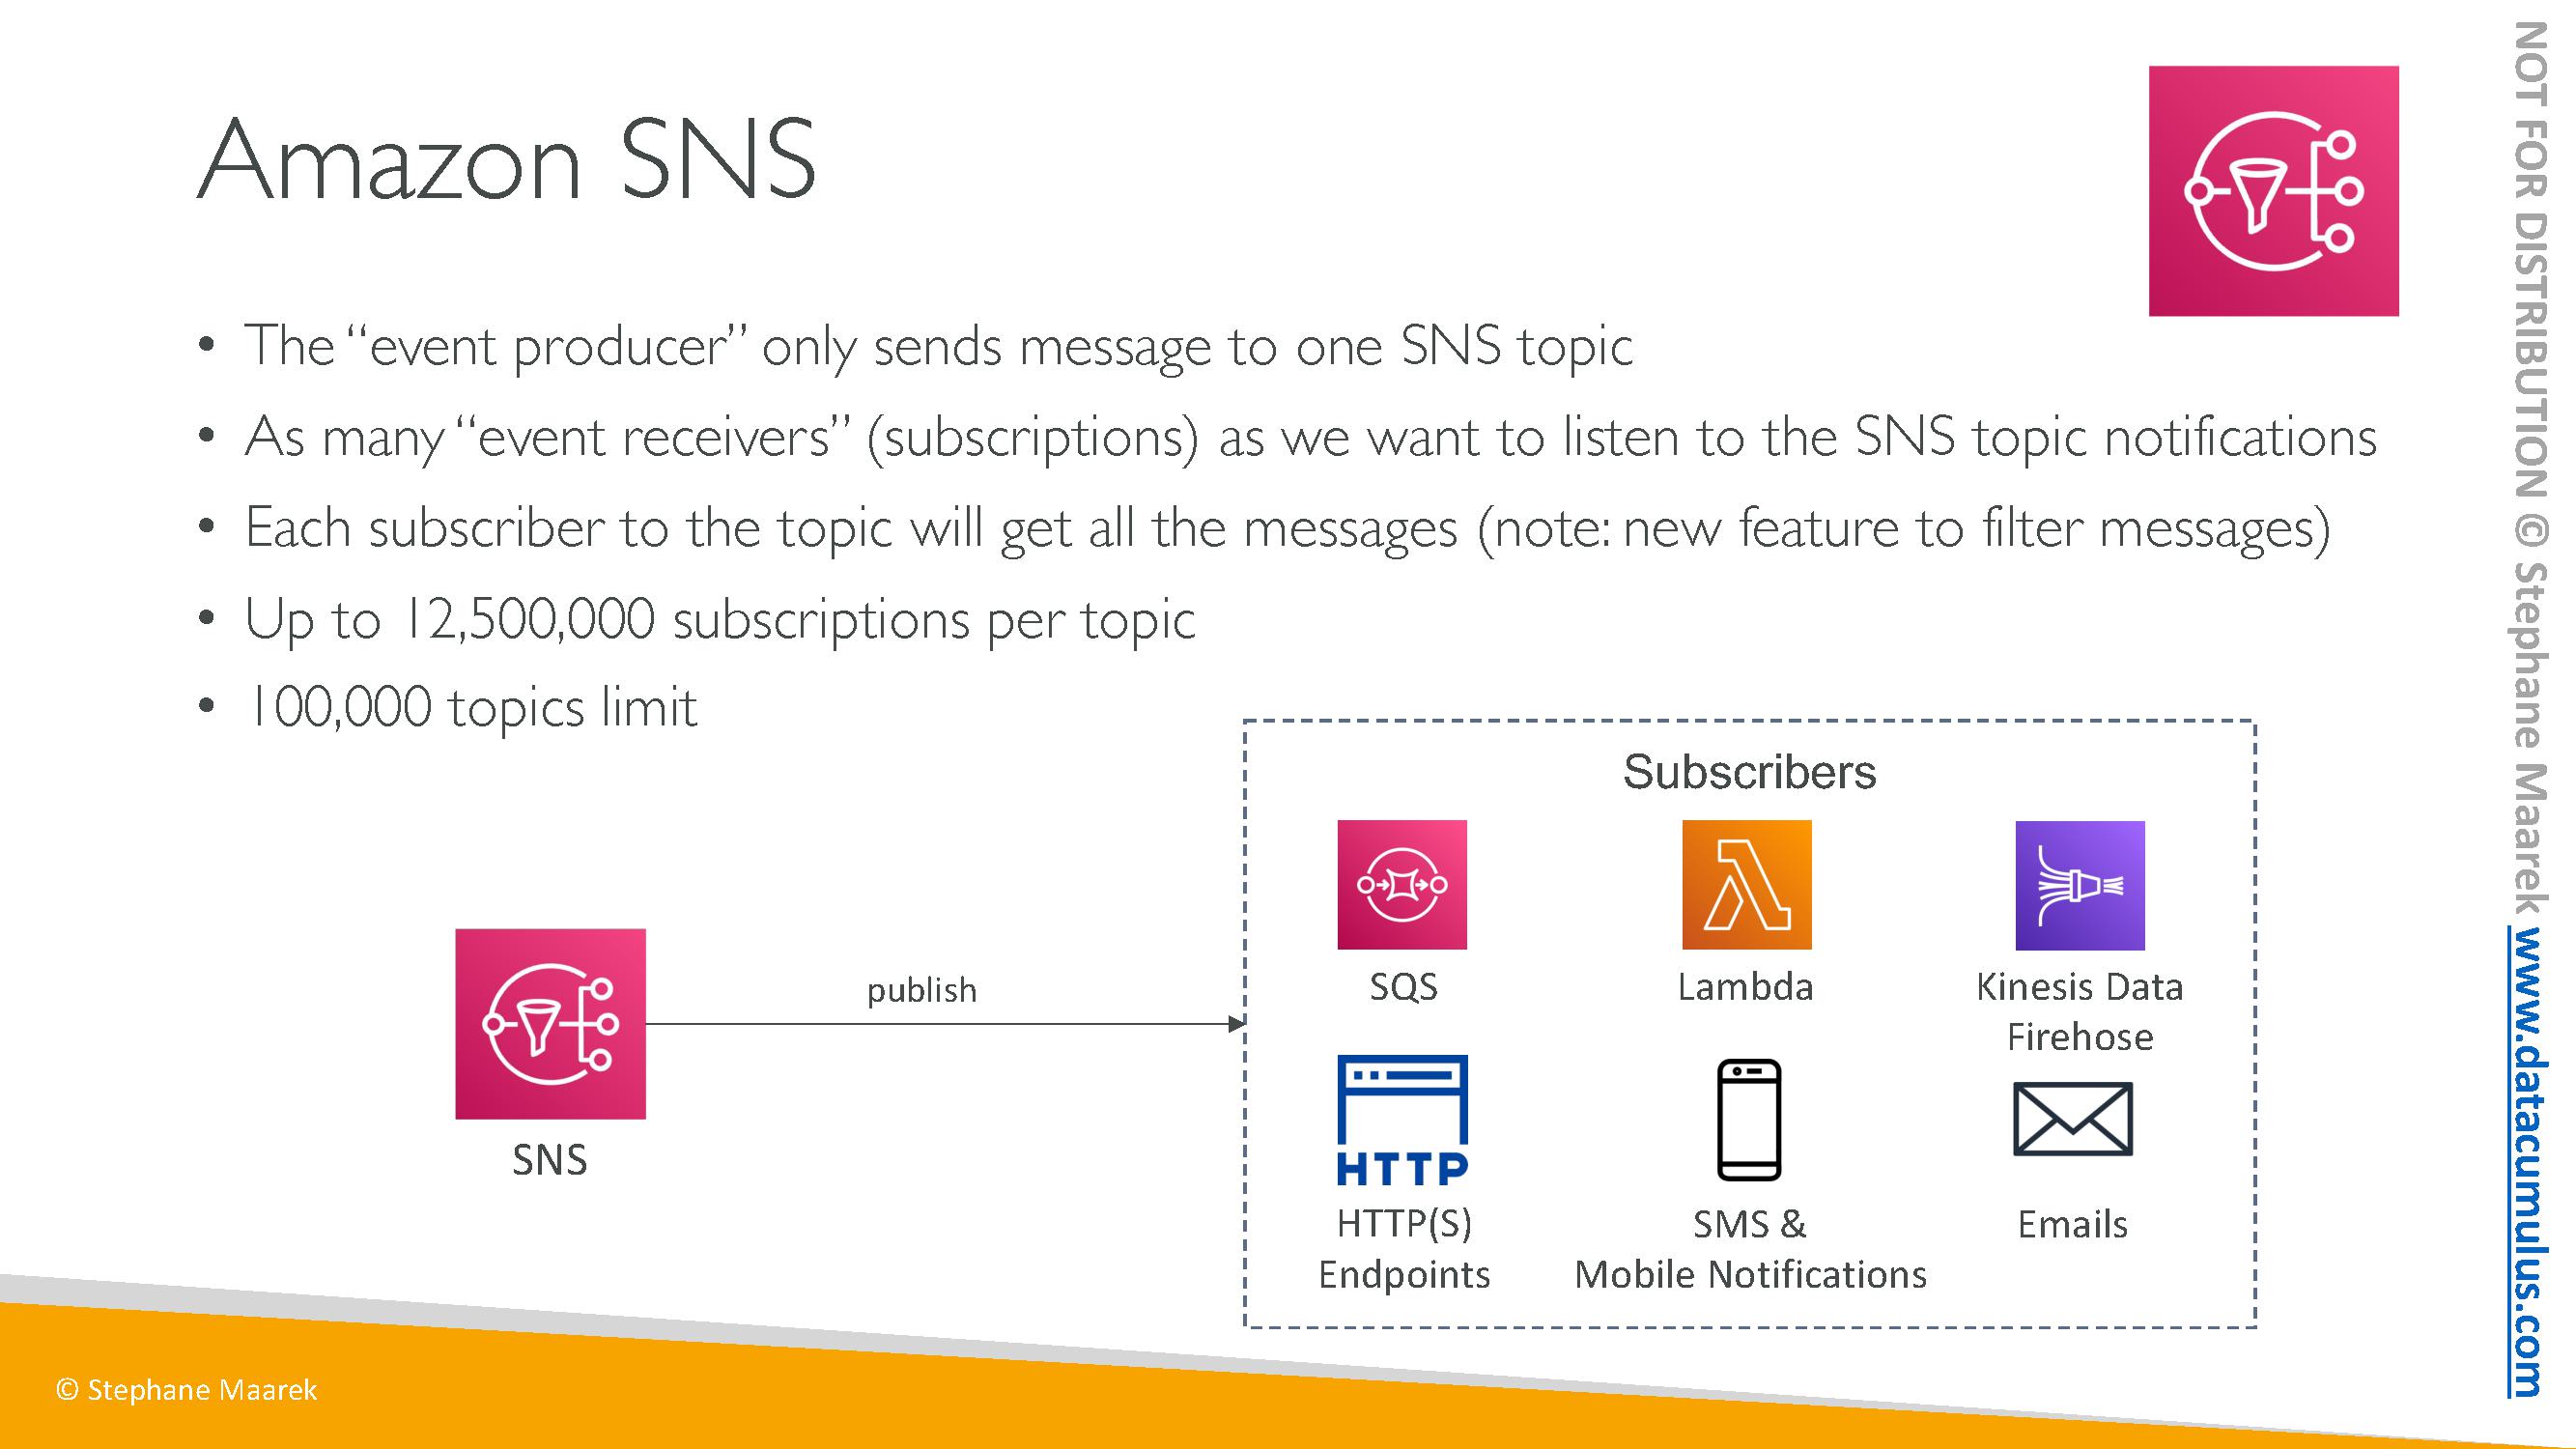 Amazon SNS
• The “event producer” only sends message to one SNS topic
• As many “event receivers” (subscriptions) as we want to listen to the SNS topic notifications
• Each subscriber to the topic will get all the messages (note: new feature to filter messages)
• Up to 12,500,000 subscriptions per topic
• 100,000 topics limit
Subscribers
SQS
Lambda
Kinesis Data
Firehose
publish
SNS
HTTP
HTTP(S)
Endpoints
SMS &
Mobile Notifications
Emails
© Stephane Maarek
NOT FOR DISTRIBUTION © Stephane Maarek www.datacumulus.com